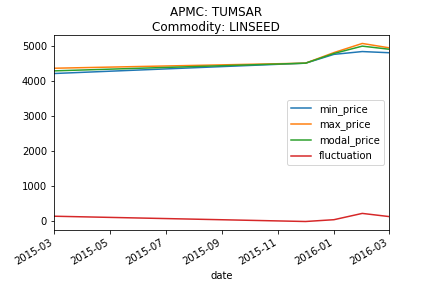 APMC: TUMSAR
Commodity: LINSEED
5000
4000
3000
2000
1000
0
min_price
max_price
modal_price
fluctuation
2015-03
2015-05
2015-07
2015-09
2015-11
2016-01
2016-03
date